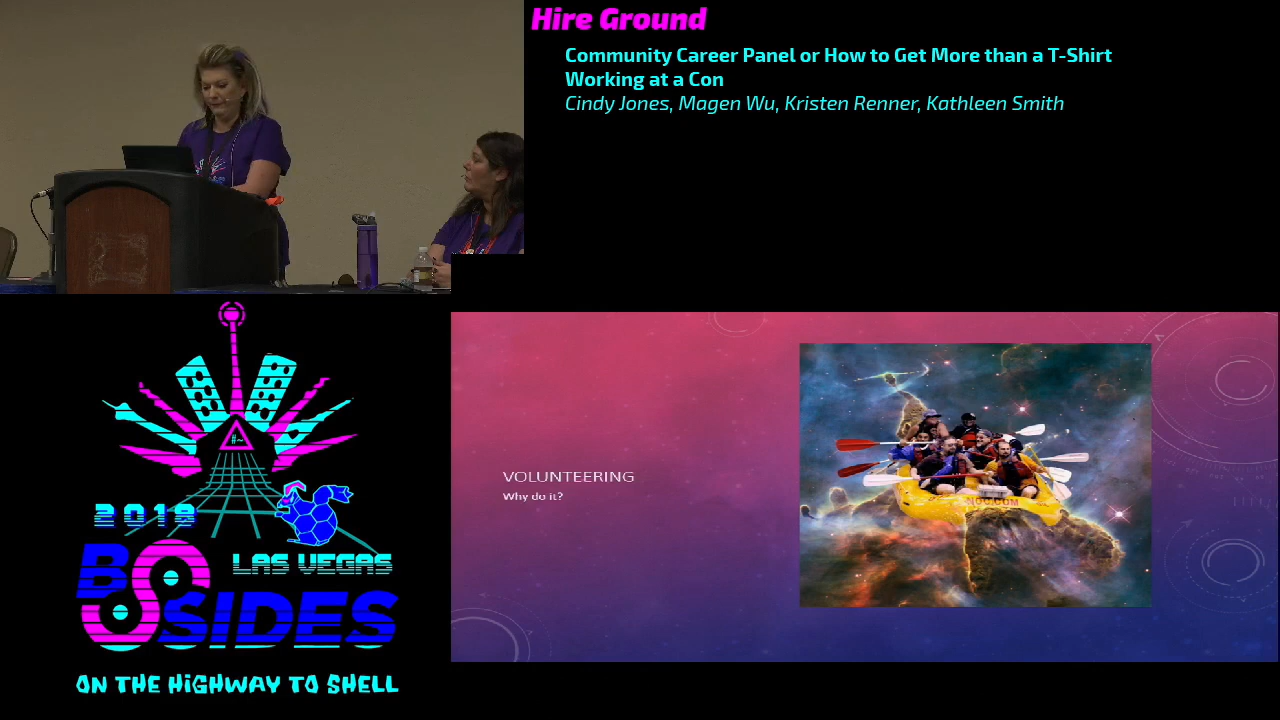 Hire Ground
Community Career Panel or How to Get More than a T-Shirt
Working at a Con
Cindy Jones, Magen Wu, Kristen Renner, Kathleen Smith
#~
2018
LAS VEGAS
BSIDES
ON THE HIGHWAY TO SHELL
VOLUNTEERING
Why do it?